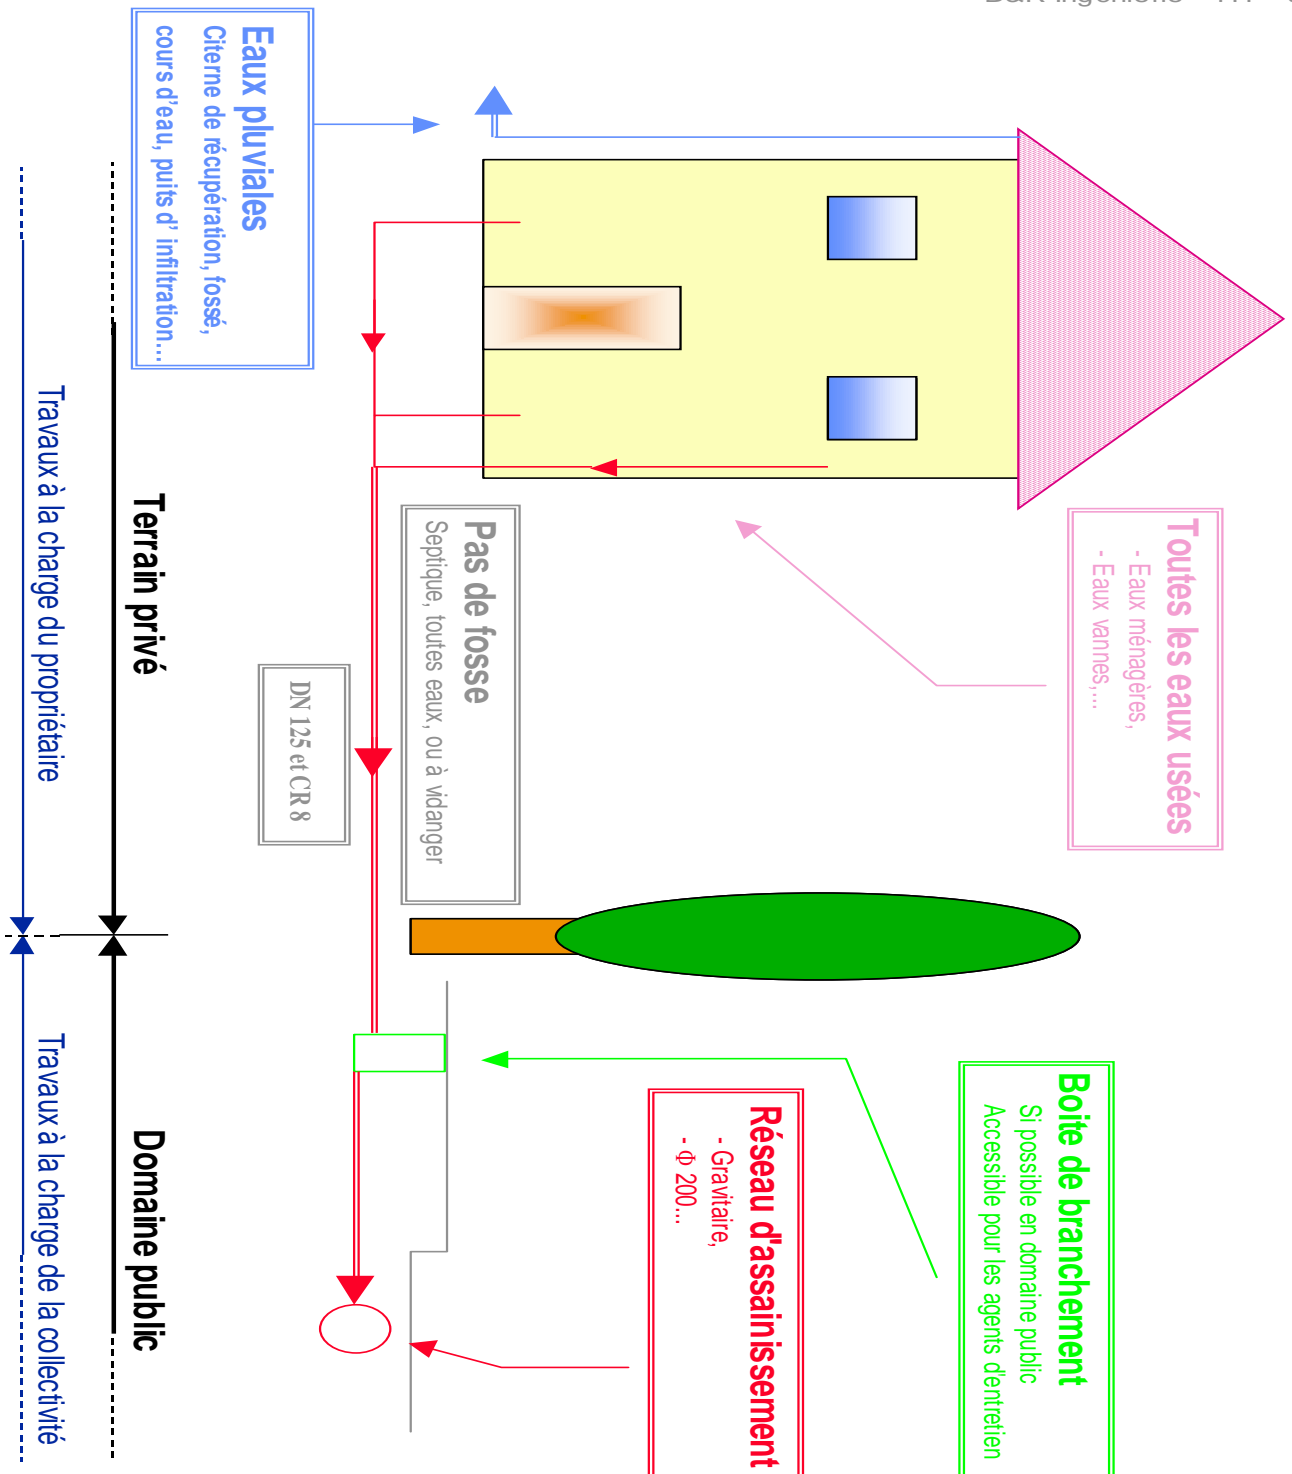 Toutes les eaux usées
- Eaux ménagères,
- Eaux vannes,...
Boite de branchement
Si possible en domaine public
Accessible pour les agents d'entretien
Réseau d'assainissement
- Gravitaire,
- Φ 200...
Pas de fosse
Septique, toutes eaux, ou à vidanger
DN 125 et CR 8
Eaux pluviales
Citerne de récupération, fossé,
cours d'eau, puits d' infiltration...
Terrain privé
Domaine public
Travaux à la charge du propriétaire
Travaux à la charge de la collectivité